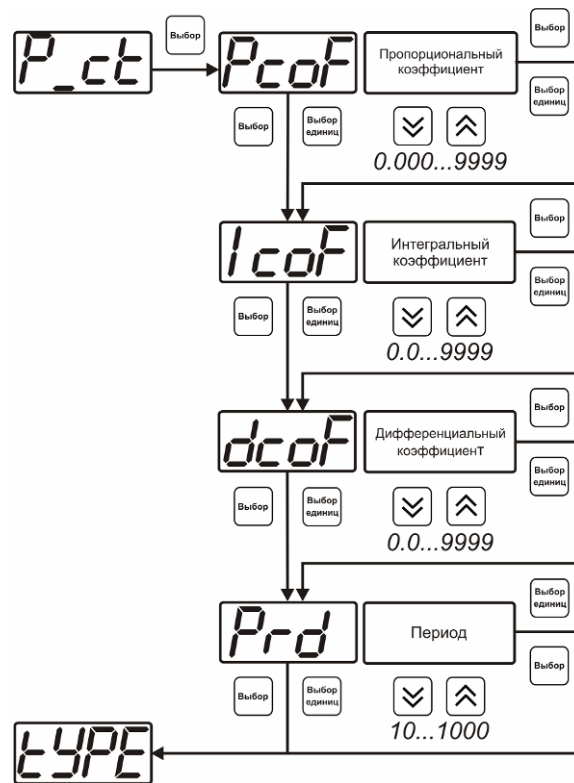 P_ct
Выбор
PcoF
Пропорциональный
коэффициент
Выбор
Выбор
единиц
Выбор
Выбор
единиц
0.000...9999
IcoF
Интегральный
коэффициент
Выбор
Выбор
единиц
Выбор
Выбор
единиц
0.0...9999
dcoF
Дифференциальный
коэффициент
Выбор
Выбор
единиц
Выбор
Выбор
единиц
0.0...9999
Prd
Период
Выбор
единиц
Выбор
Выбор
Выбор
единиц
10...1000
tYPE